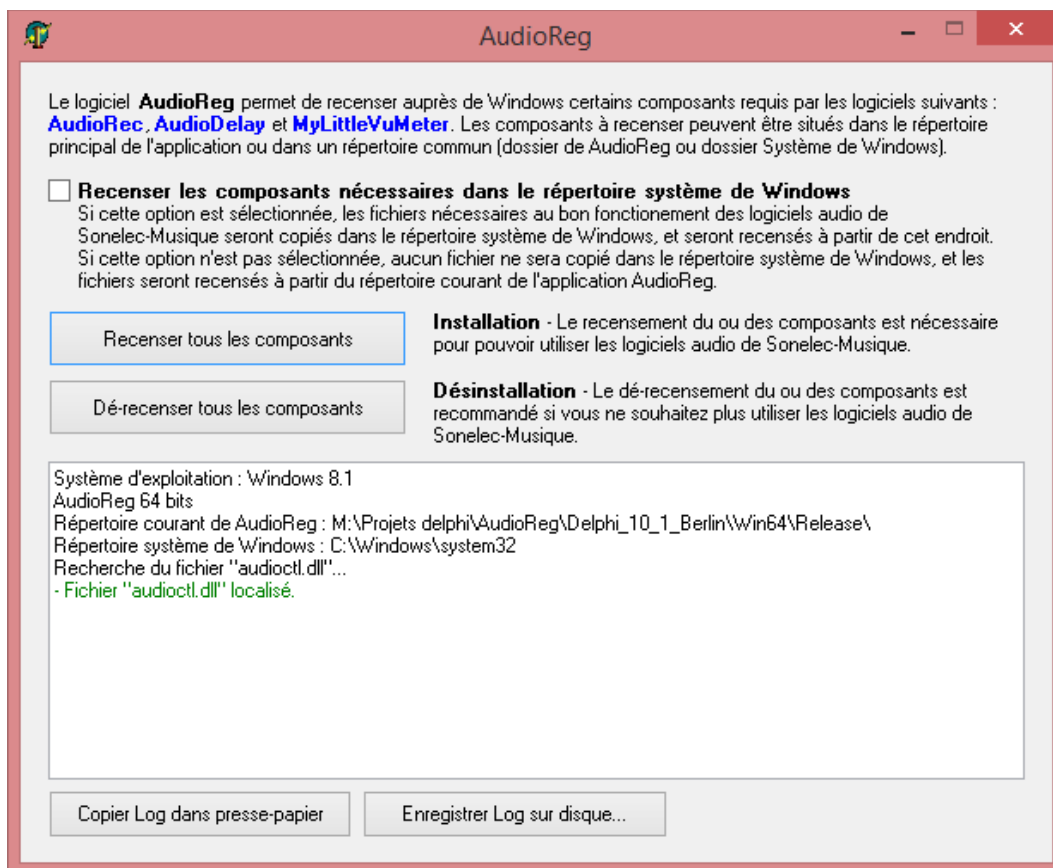 AudioReg
Le logiciel AudioReg permet de recenser auprès de Windows certains composants requis par les logiciels suivants :
AudioRec, AudioDelay et MyLittleVuMeter. Les composants à recenser peuvent être situés dans le répertoire
principal de l'application ou dans un répertoire commun (dossier de AudioReg ou dossier Système de Windows).
Recenser les composants nécessaires dans le répertoire système de Windows
Si cette option est sélectionnée, les fichiers nécessaires au bon fonctionement des logiciels audio de
Sonelec-Musique seront copiés dans le répertoire système de Windows, et seront recensés à partir de cet endroit.
Si cette option n'est pas sélectionnée, aucun fichier ne sera copié dans le répertoire système de Windows, et les
fichiers seront recensés à partir du répertoire courant de l'application AudioReg.
Recenser tous les composants
Installation - Le recensement du ou des composants est nécessaire
pour pouvoir utiliser les logiciels audio de Sonelec-Musique.
Dé-recenser tous les composants
Désinstallation - Le dé-recensement du ou des composants est
recommandé si vous ne souhaitez plus utiliser les logiciels audio de
Sonelec-Musique.
Système d'exploitation : Windows 8.1
AudioReg 64 bits
Répertoire courant de AudioReg : M:\Projets delphi\AudioReg\Delphi_10_1_Berlin\Win64\Release\
Répertoire système de Windows : C:\Windows\system32
Recherche du fichier "audioctl.dll"...
- Fichier "audioctl.dll" localisé.
Copier Log dans presse-papier
Enregistrer Log sur disque...